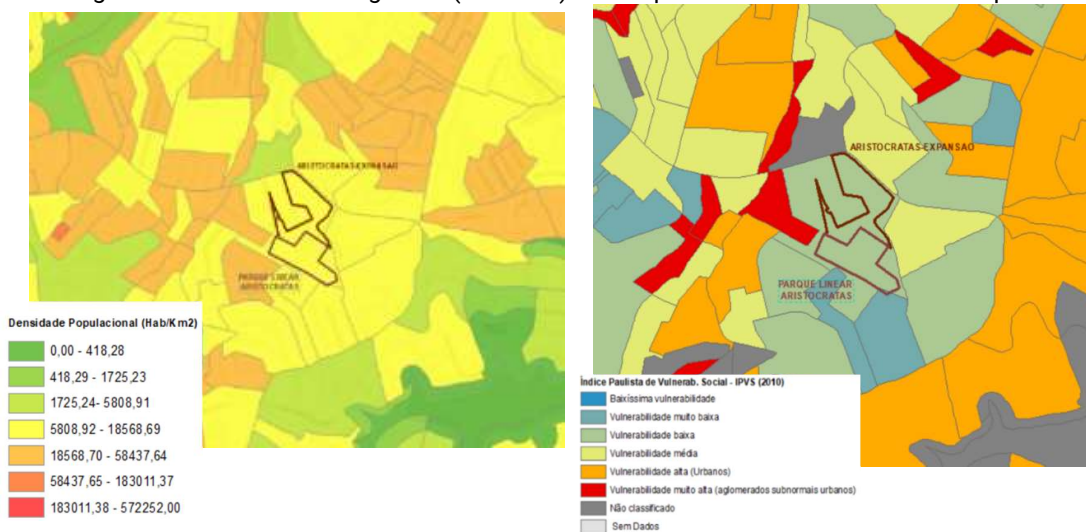 ARISTOCRATAS-EXPANSAO
PARQUE LINEAR
ARISTOCRATAS
Densidade Populacional (Hab/Km2)
0,00 - 418,28
418,29 - 1725,23
1725,24- 5808,91
5808,92 - 18568,69
18568,70 - 58437,64
58437,65 - 183011,37
183011,38 - 572252,00
ARISTOCRATAS-EXPANSAO
PARQUE LINEAR
ARISTOCRATAS
Índice Paulista de Vulnerab. Social - IPVS (2010)
Baixíssima vulnerabilidade
Vulnerabilidade muito baixa
Vulnerabilidade baixa
Vulnerabilidade média
Vulnerabilidade alta (Urbanos)
Vulnerabilidade muito alta (aglomerados subnormais urbanos)
Não classificado
Sem Dados